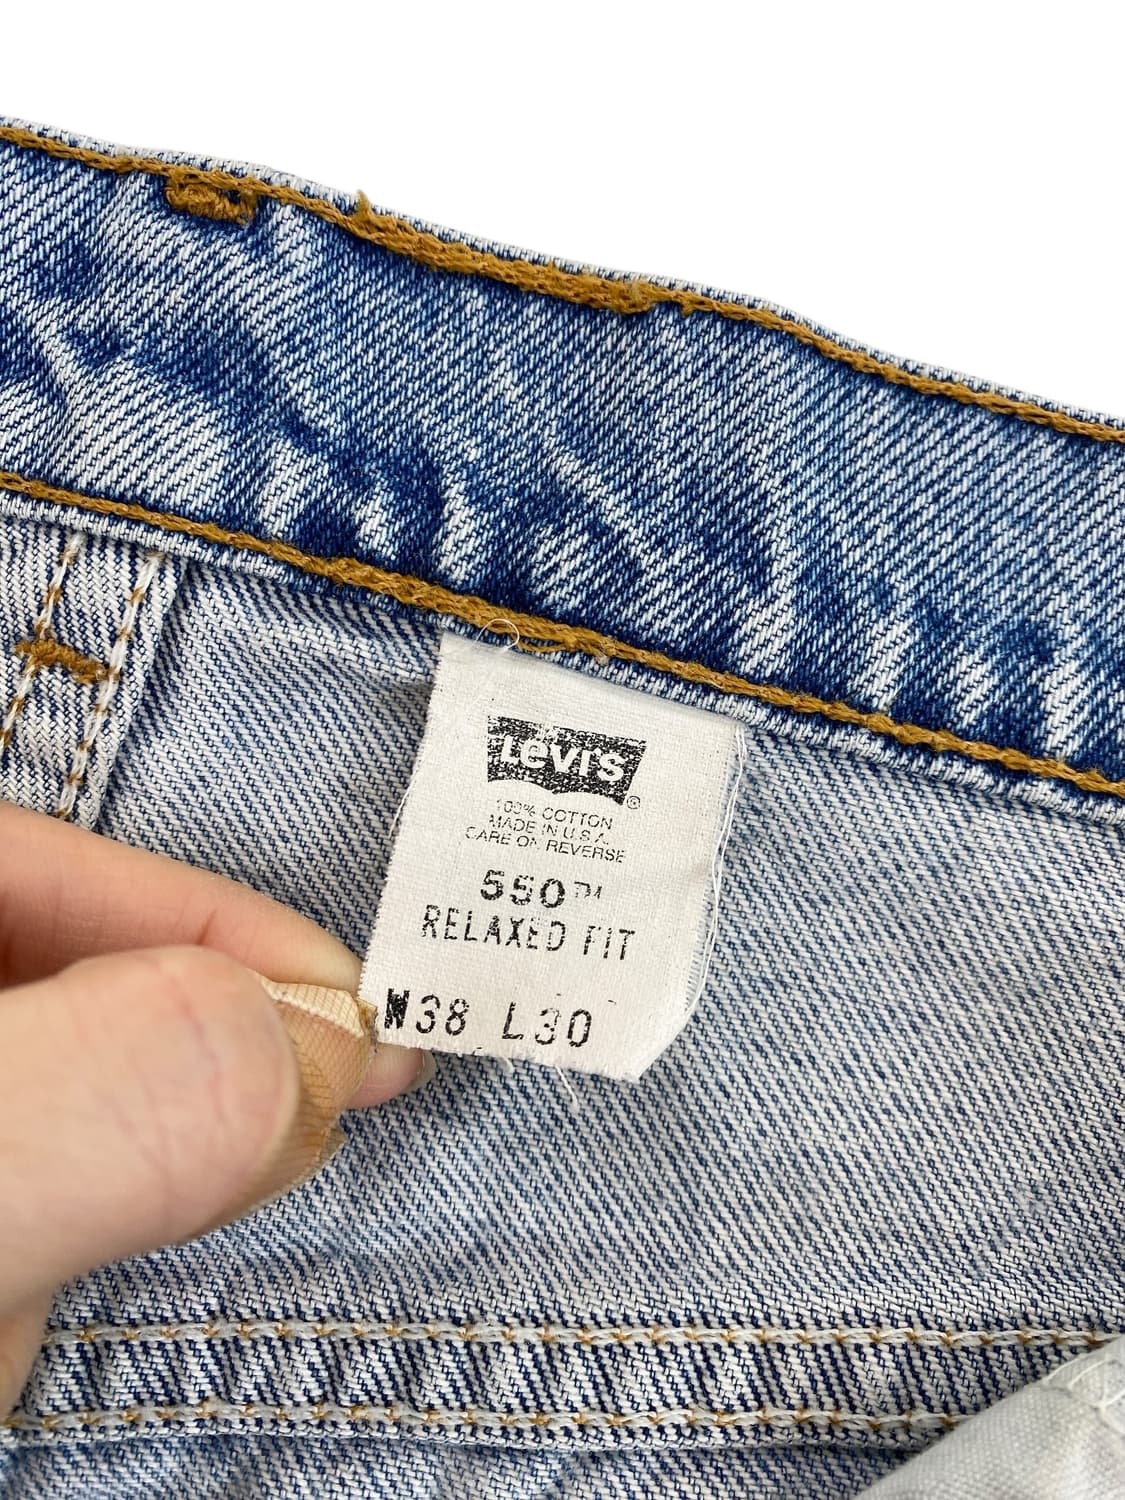 Levi's ®
100% COTTON
MADE IN U.S.A.
CARE ON REVERSE
550™
RELAXED FIT
W38 L30